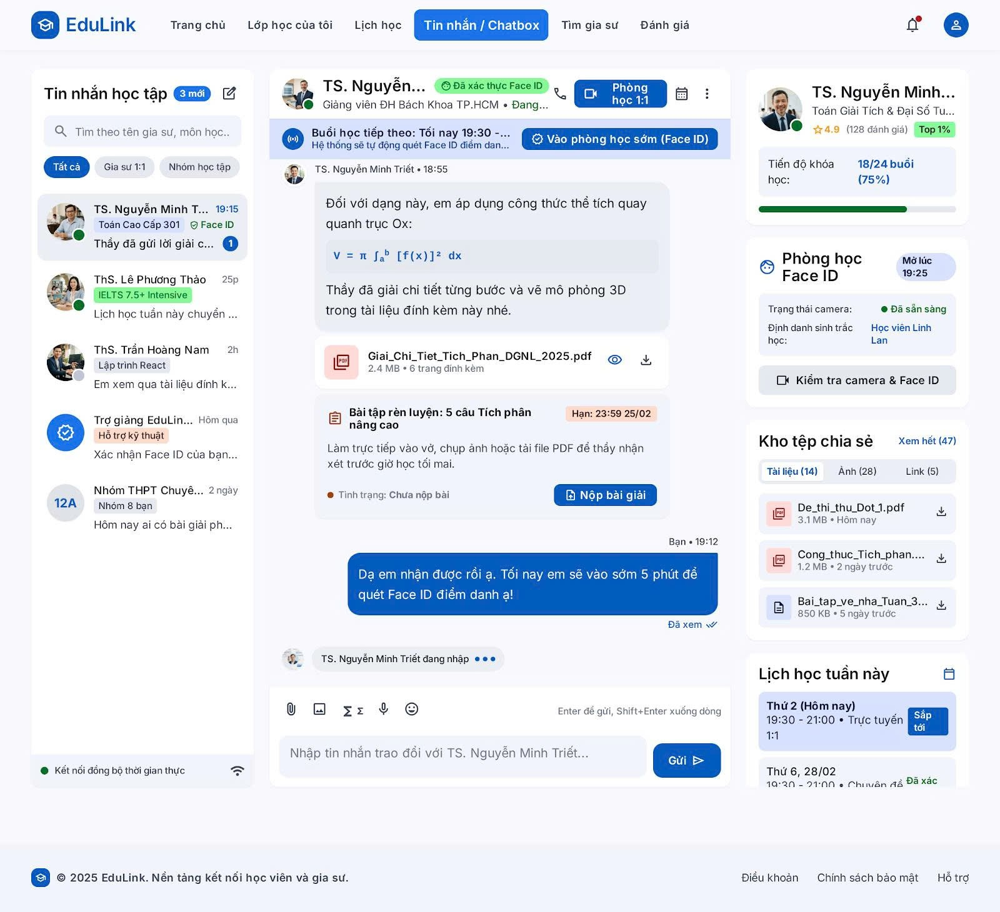 EduLink
Trang chủ
Lớp học của tôi
Lịch học
Tin nhắn / Chatbox
Tìm gia sư
Đánh giá
Tin nhắn học tập
3 mới
Tìm theo tên gia sư, môn học..
Tất cả
Gia sư 1:1
Nhóm học tập
TS. Nguyễn Minh T...
19:15
Toán Cao Cấp 301
Face ID
Thầy đã gửi lời giải c...
1
ThS. Lê Phương Thảo
25p
IELTS 7.5+ Intensive
Lịch học tuần này chuyển ...
ThS. Trần Hoàng Nam
2h
Lập trình React
Em xem qua tài liệu đính k...
Trợ giảng EduLin...
Hôm qua
Hỗ trợ kỹ thuật
Xác nhận Face ID của bạn...
12A
Nhóm THPT Chuyê...
2 ngày
Nhóm 8 bạn
Hôm nay ai có bài giải ph...
Kết nối đồng bộ thời gian thực
TS. Nguyễn...
Đã xác thực Face ID
Giảng viên ĐH Bách Khoa TP.HCM • Đang...
Phòng
học 1:1
Buổi học tiếp theo: Tối nay 19:30 -...
Hệ thống sẽ tự động quét Face ID điểm dan...
Vào phòng học sớm (Face ID)
TS. Nguyễn Minh Triết • 18:55
Đối với dạng này, em áp dụng công thức thể tích quay
quanh trục Ox:
V = π ∫ₐᵇ [f(x)]² dx
Thầy đã giải chi tiết từng bước và vẽ mô phỏng 3D
trong tài liệu đính kèm này nhé.
PDF
Giai_Chi_Tiet_Tich_Phan_DGNL_2025.pdf
2.4 MB • 6 trang đính kèm
Bài tập rèn luyện: 5 câu Tích phân
nâng cao
Hạn: 23:59 25/02
Làm trực tiếp vào vở, chụp ảnh hoặc tải file PDF để thầy nhận
xét trước giờ học tối mai.
Tình trạng: Chưa nộp bài
Nộp bài giải
Bạn • 19:12
Dạ em nhận được rồi ạ. Tối nay em sẽ vào sớm 5 phút để
quét Face ID điểm danh ạ!
Đã xem
TS. Nguyễn Minh Triết đang nhập
Σ Σ
Enter để gửi, Shift+Enter xuống dòng
Nhập tin nhắn trao đổi với TS. Nguyễn Minh Triết...
Gửi
TS. Nguyễn Minh...
Toán Giải Tích & Đại Số Tu...
4.9 (128 đánh giá)
Top 1%
Tiến độ khóa
học:
18/24 buổi
(75%)
Phòng học
Face ID
Mở lúc
19:25
Trạng thái camera:
Đã sẵn sàng
Định danh sinh trắc
học:
Học viên Linh
Lan
Kiểm tra camera & Face ID
Kho tệp chia sẻ
Xem hết (47)
Tài liệu (14)
Ảnh (28)
Link (5)
PDF
De_thi_thu_Dot_1.pdf
3.1 MB • Hôm nay
PDF
Cong_thuc_Tich_phan....
1.2 MB • 2 ngày trước
Bai_tap_ve_nha_Tuan_3...
850 KB • 5 ngày trước
Lịch học tuần này
Thứ 2 (Hôm nay)
19:30 - 21:00 • Trực tuyến
1:1
Sắp
tới
Thứ 6, 28/02
19:30 - 21:00 • Chuyên đề
Đã xác
© 2025 EduLink. Nền tảng kết nối học viên và gia sư.
Điều khoản
Chính sách bảo mật
Hỗ trợ